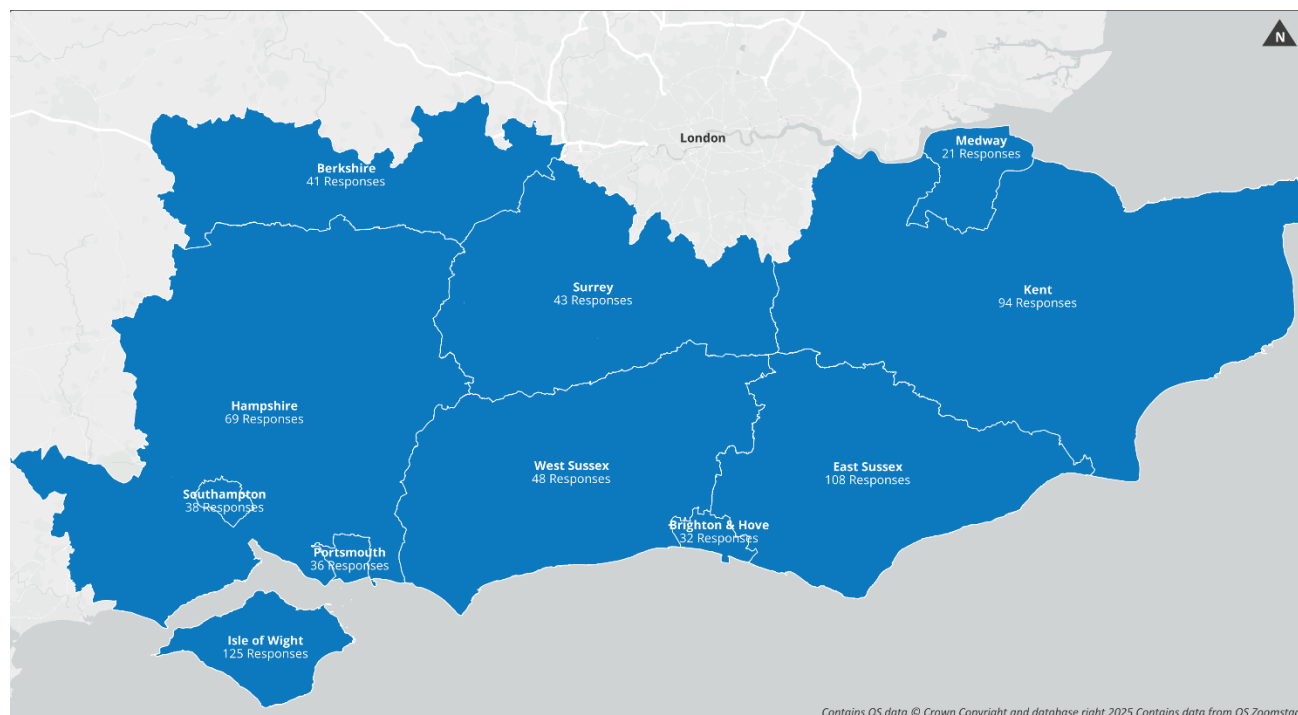 N
London
Medway
21 Responses
Berkshire
41 Responses
Surrey
43 Responses
Kent
94 Responses
Hampshire
69 Responses
West Sussex
48 Responses
East Sussex
108 Responses
Southampton
38 Responses
Brighton & Hove
32 Responses
Portsmouth
36 Responses
Isle of Wight
125 Responses
Contains OS data © Crown Copyright and database right 2025 Contains data from OS Zoomstac